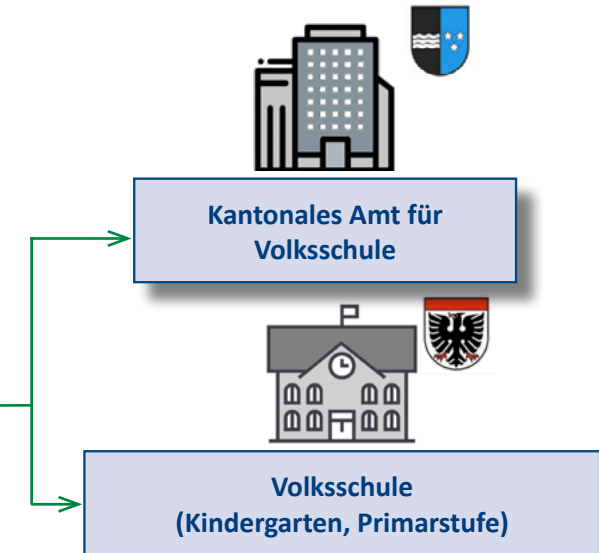 Kantonales Amt für
Volksschule
Volksschule
(Kindergarten, Primarstufe)